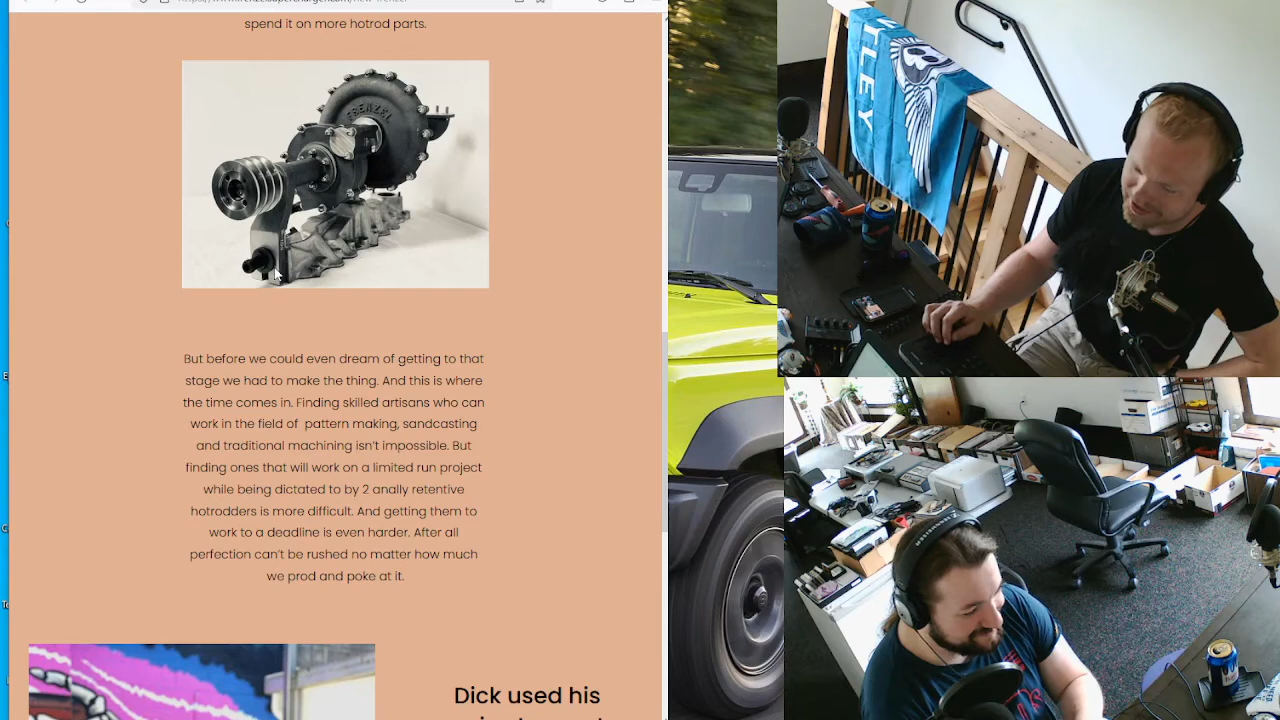 spend it on more hotrod parts.
FRENZEL
But before we could even dream of getting to that
stage we had to make the thing. And this is where
the time comes in. Finding skilled artisans who can
work in the field of pattern making, sandcasting
and traditional machining isn't impossible. But
finding ones that will work on a limited run project
while being dictated to by 2 anally retentive
hotrodders is more difficult. And getting them to
work to a deadline is even harder. After all
perfection can't be rushed no matter how much
we prod and poke at it.
Dick used his
TLEY